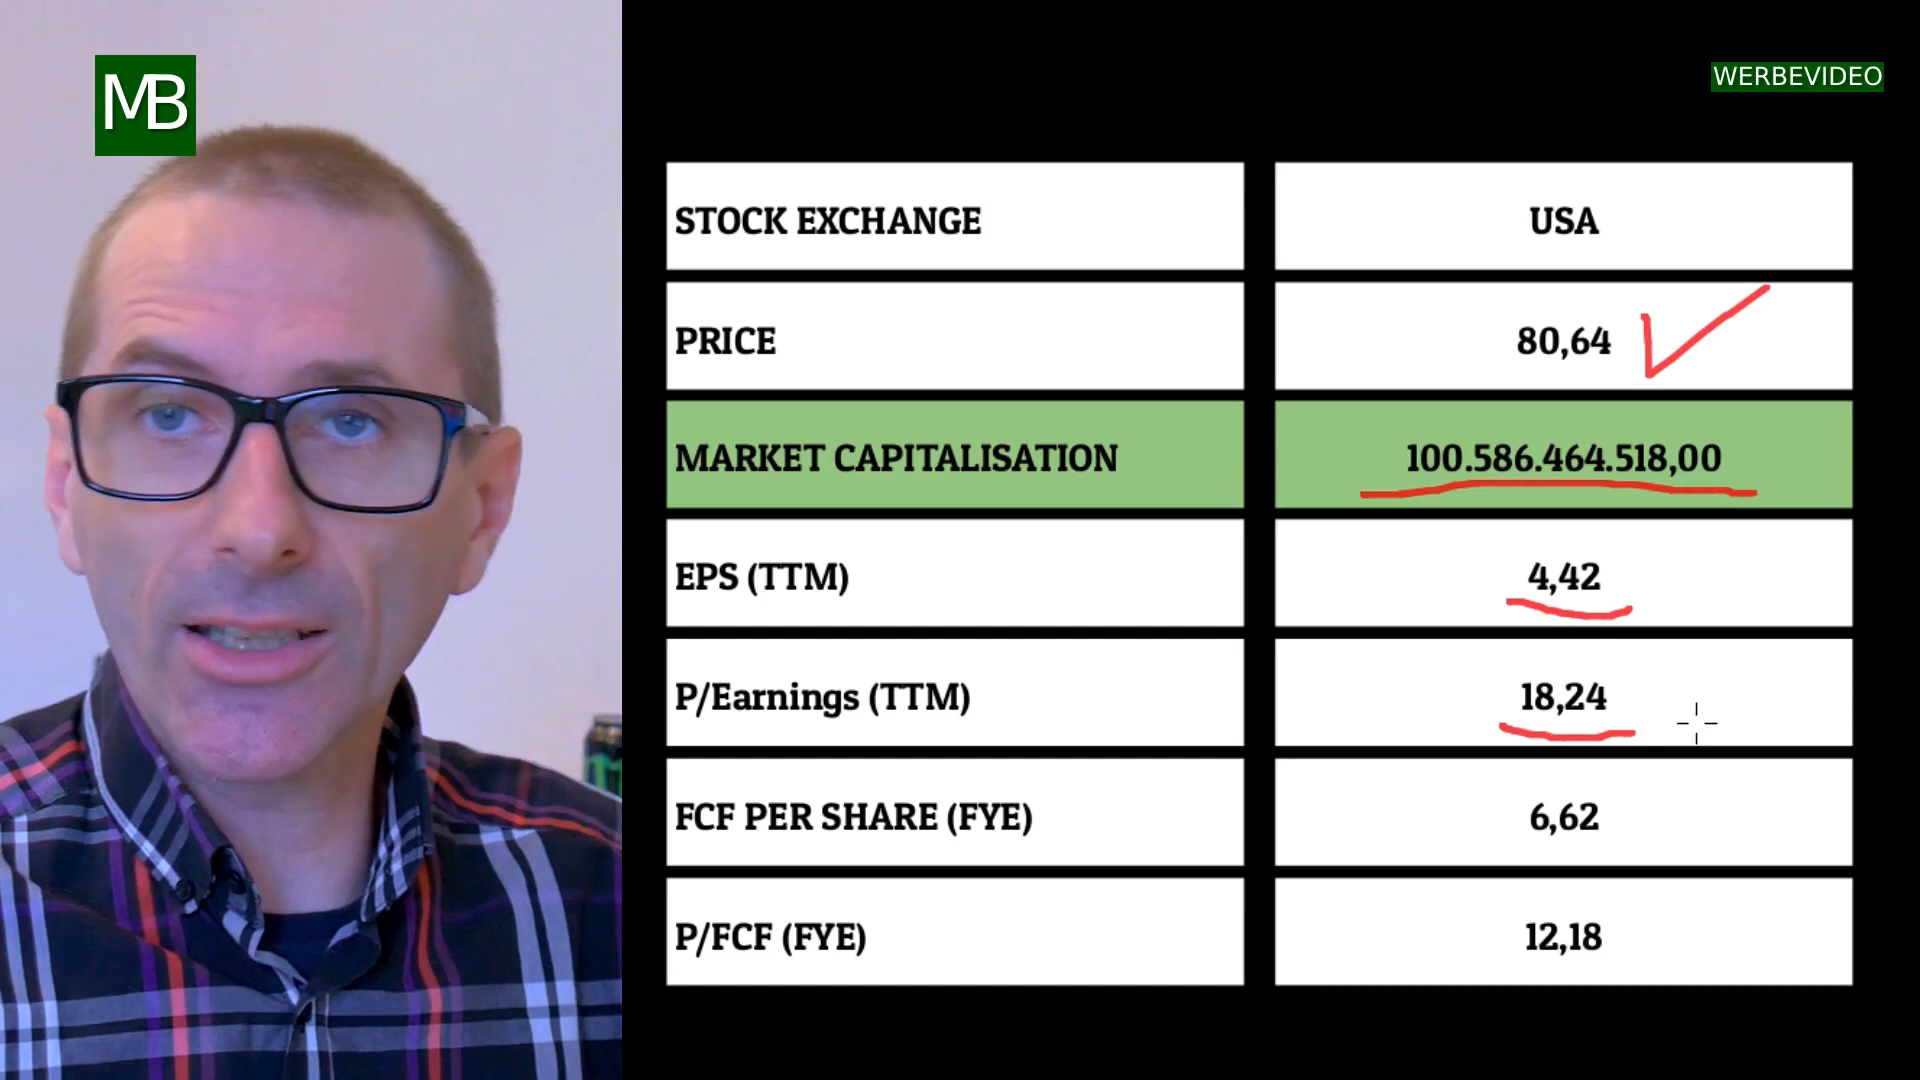 MB
WERBEVIDEO
STOCK EXCHANGE USA
PRICE 80,64
MARKET CAPITALISATION 100.586.464.518,00
EPS (TTM) 4,42
P/Earnings (TTM) 18,24
FCF PER SHARE (FYE) 6,62
P/FCF (FYE) 12,18